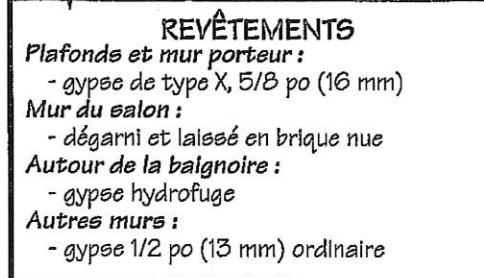 REVÊTEMENTS
Plafonds et mur porteur :
- gypse de type X, 5/8 po (16 mm)
Mur du salon :
- dégarni et laissé en brique nue
Autour de la baignoire :
- gypse hydrofuge
Autres murs :
- gypse 1/2 po (13 mm) ordinaire